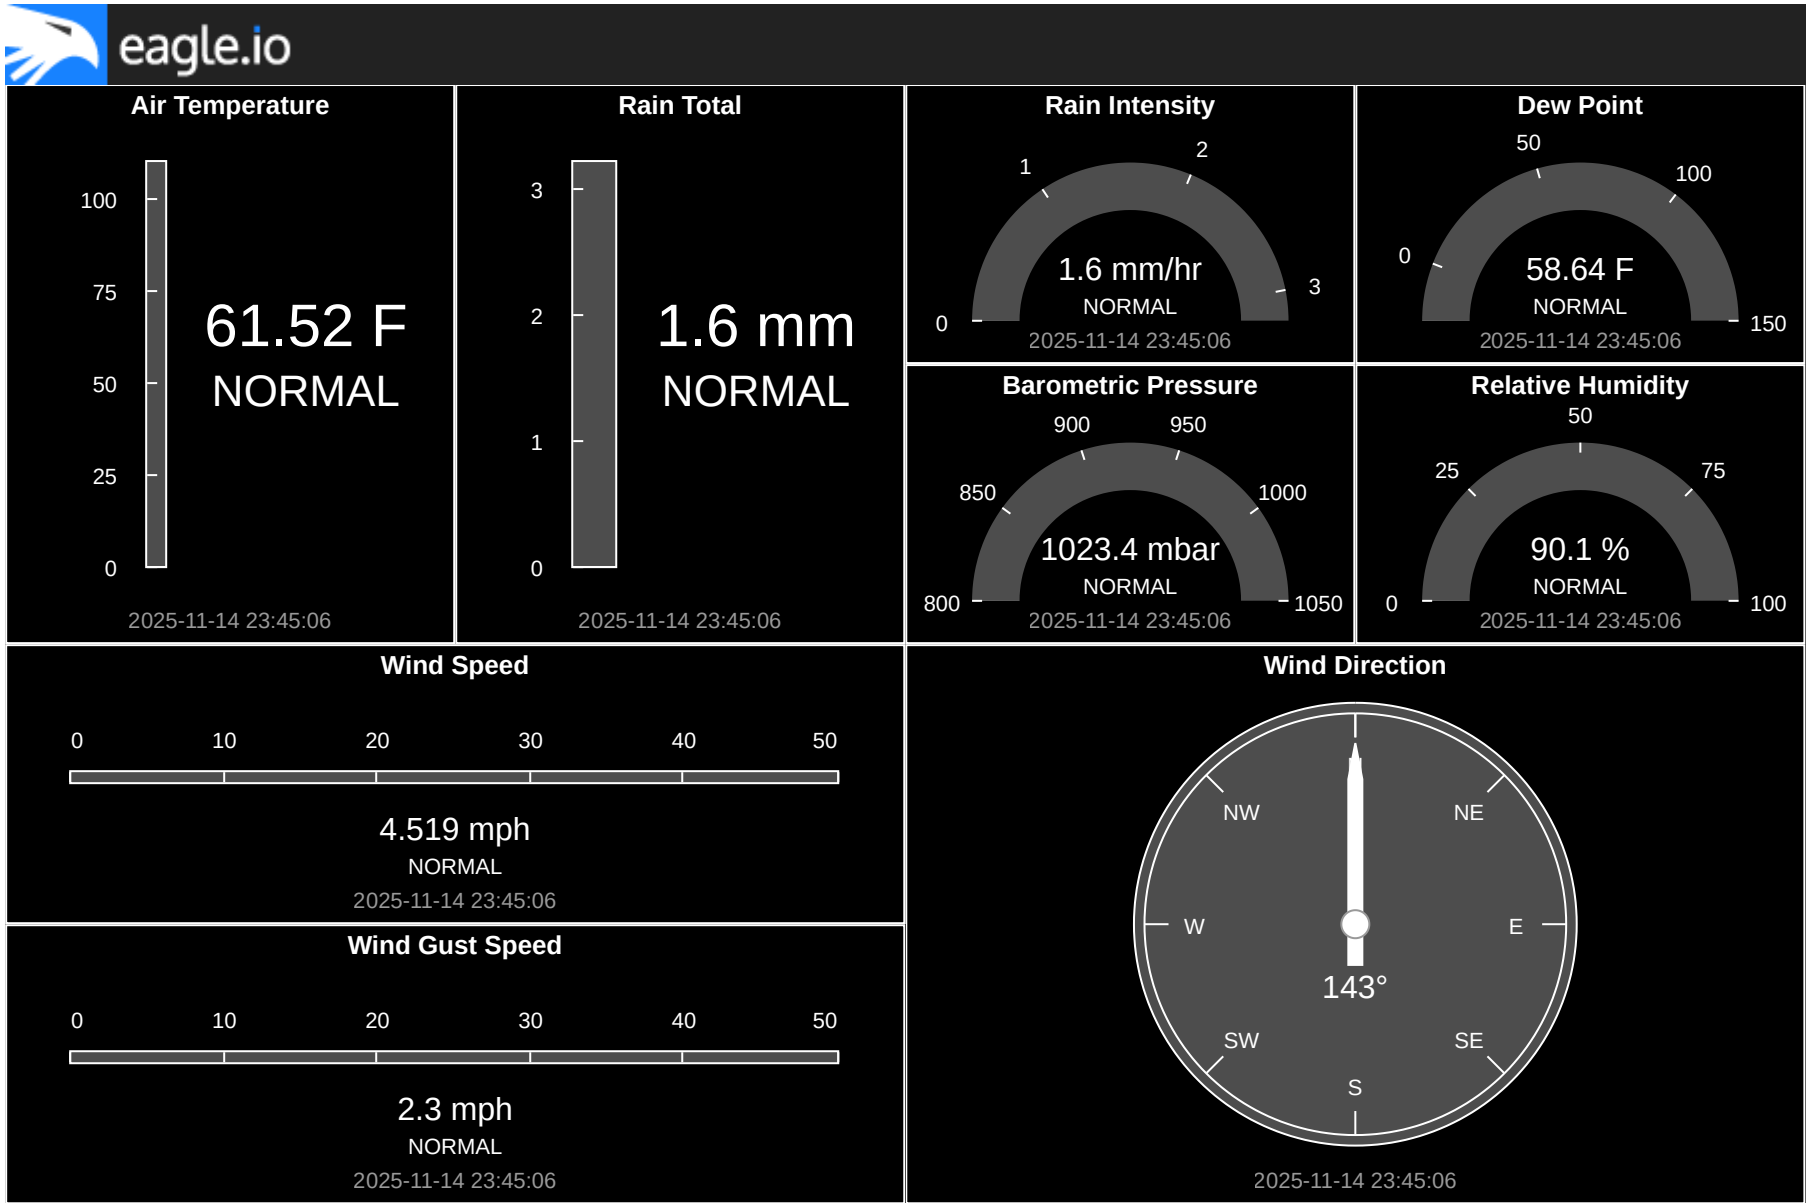 eagle.io
Air Temperature
100
75
50
25
0
61.52 F
NORMAL
2025-11-14 23:45:06
Rain Total
3
2
1
0
1.6 mm
NORMAL
2025-11-14 23:45:06
Rain Intensity
0
1
2
3
1.6 mm/hr
NORMAL
2025-11-14 23:45:06
Dew Point
0
50
100
150
58.64 F
NORMAL
2025-11-14 23:45:06
Barometric Pressure
800
850
900
950
1000
1050
1023.4 mbar
NORMAL
2025-11-14 23:45:06
Relative Humidity
0
25
50
75
100
90.1 %
NORMAL
2025-11-14 23:45:06
Wind Speed
0 10 20 30 40 50
4.519 mph
NORMAL
2025-11-14 23:45:06
Wind Gust Speed
0 10 20 30 40 50
2.3 mph
NORMAL
2025-11-14 23:45:06
Wind Direction
NW NE
W E
143°
SW SE
S
2025-11-14 23:45:06